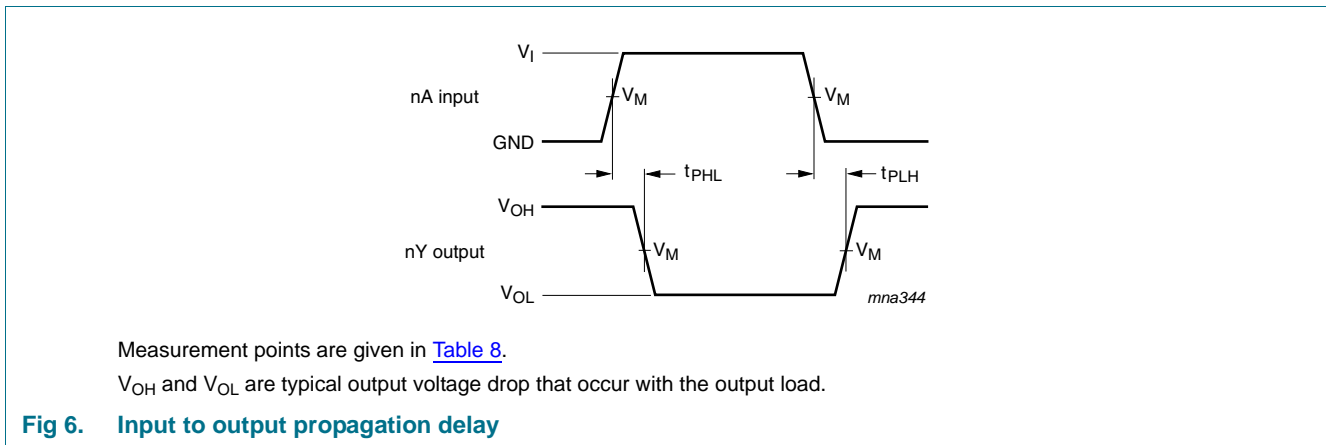 V_I
nA input
V_M
V_M
GND
t_PHL
t_PLH
V_OH
nY output
V_M
V_M
V_OL
mna344
Measurement points are given in Table 8.
V_OH and V_OL are typical output voltage drop that occur with the output load.
Fig 6. Input to output propagation delay